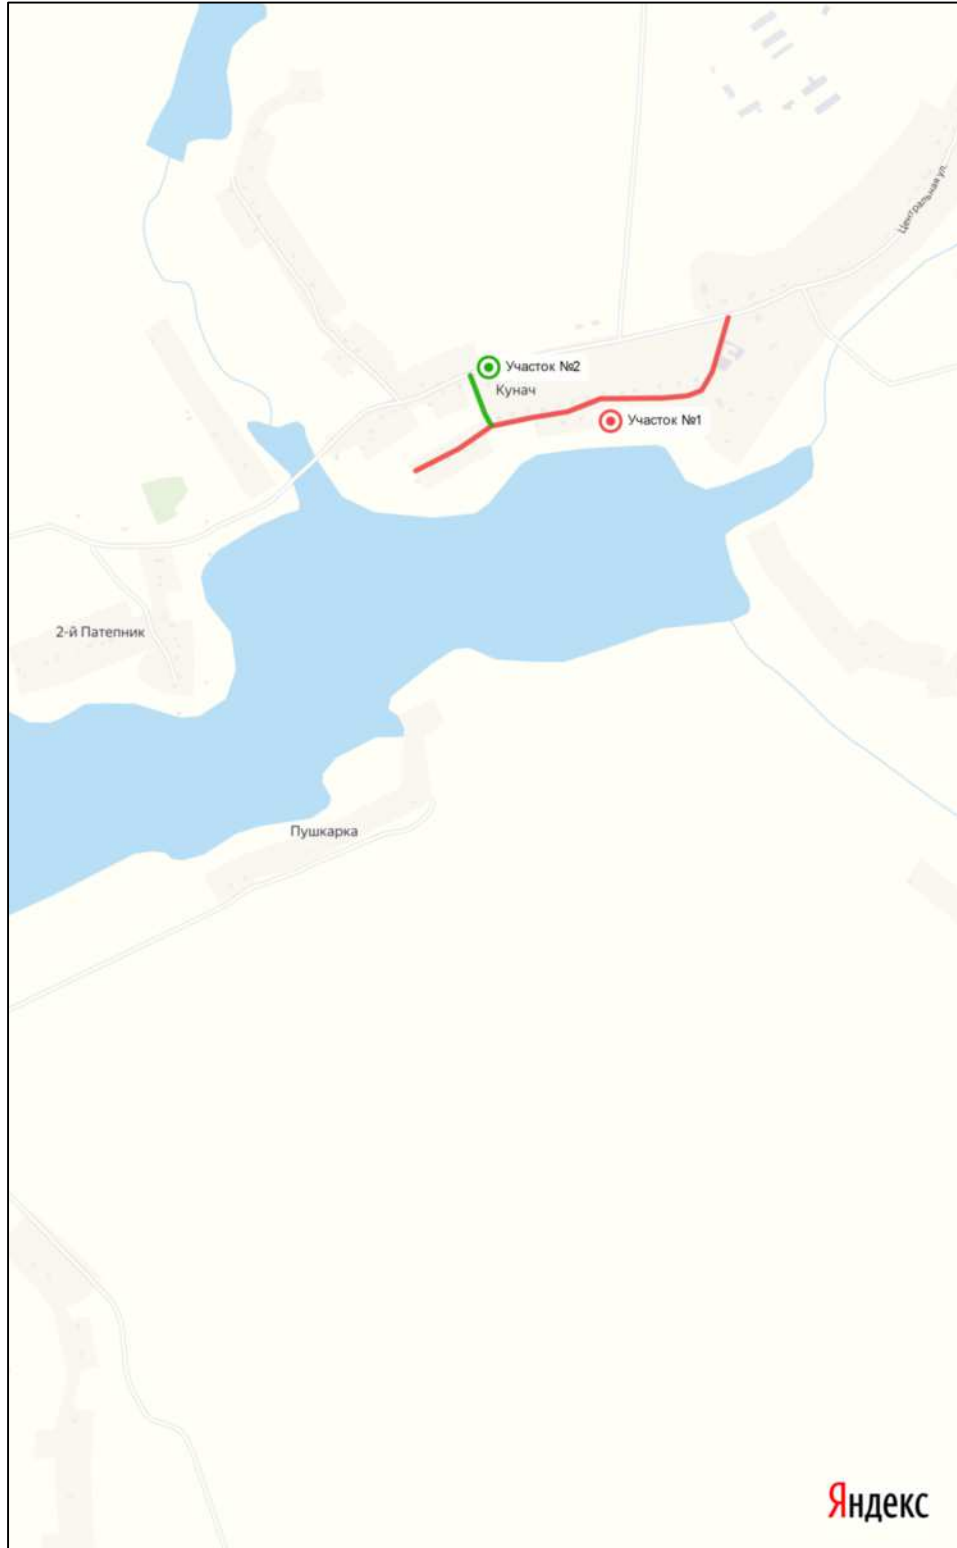 Центральная ул.
Участок №2
Кунач
Участок №1
2-й Патепник
Пушкарка
Яндекс